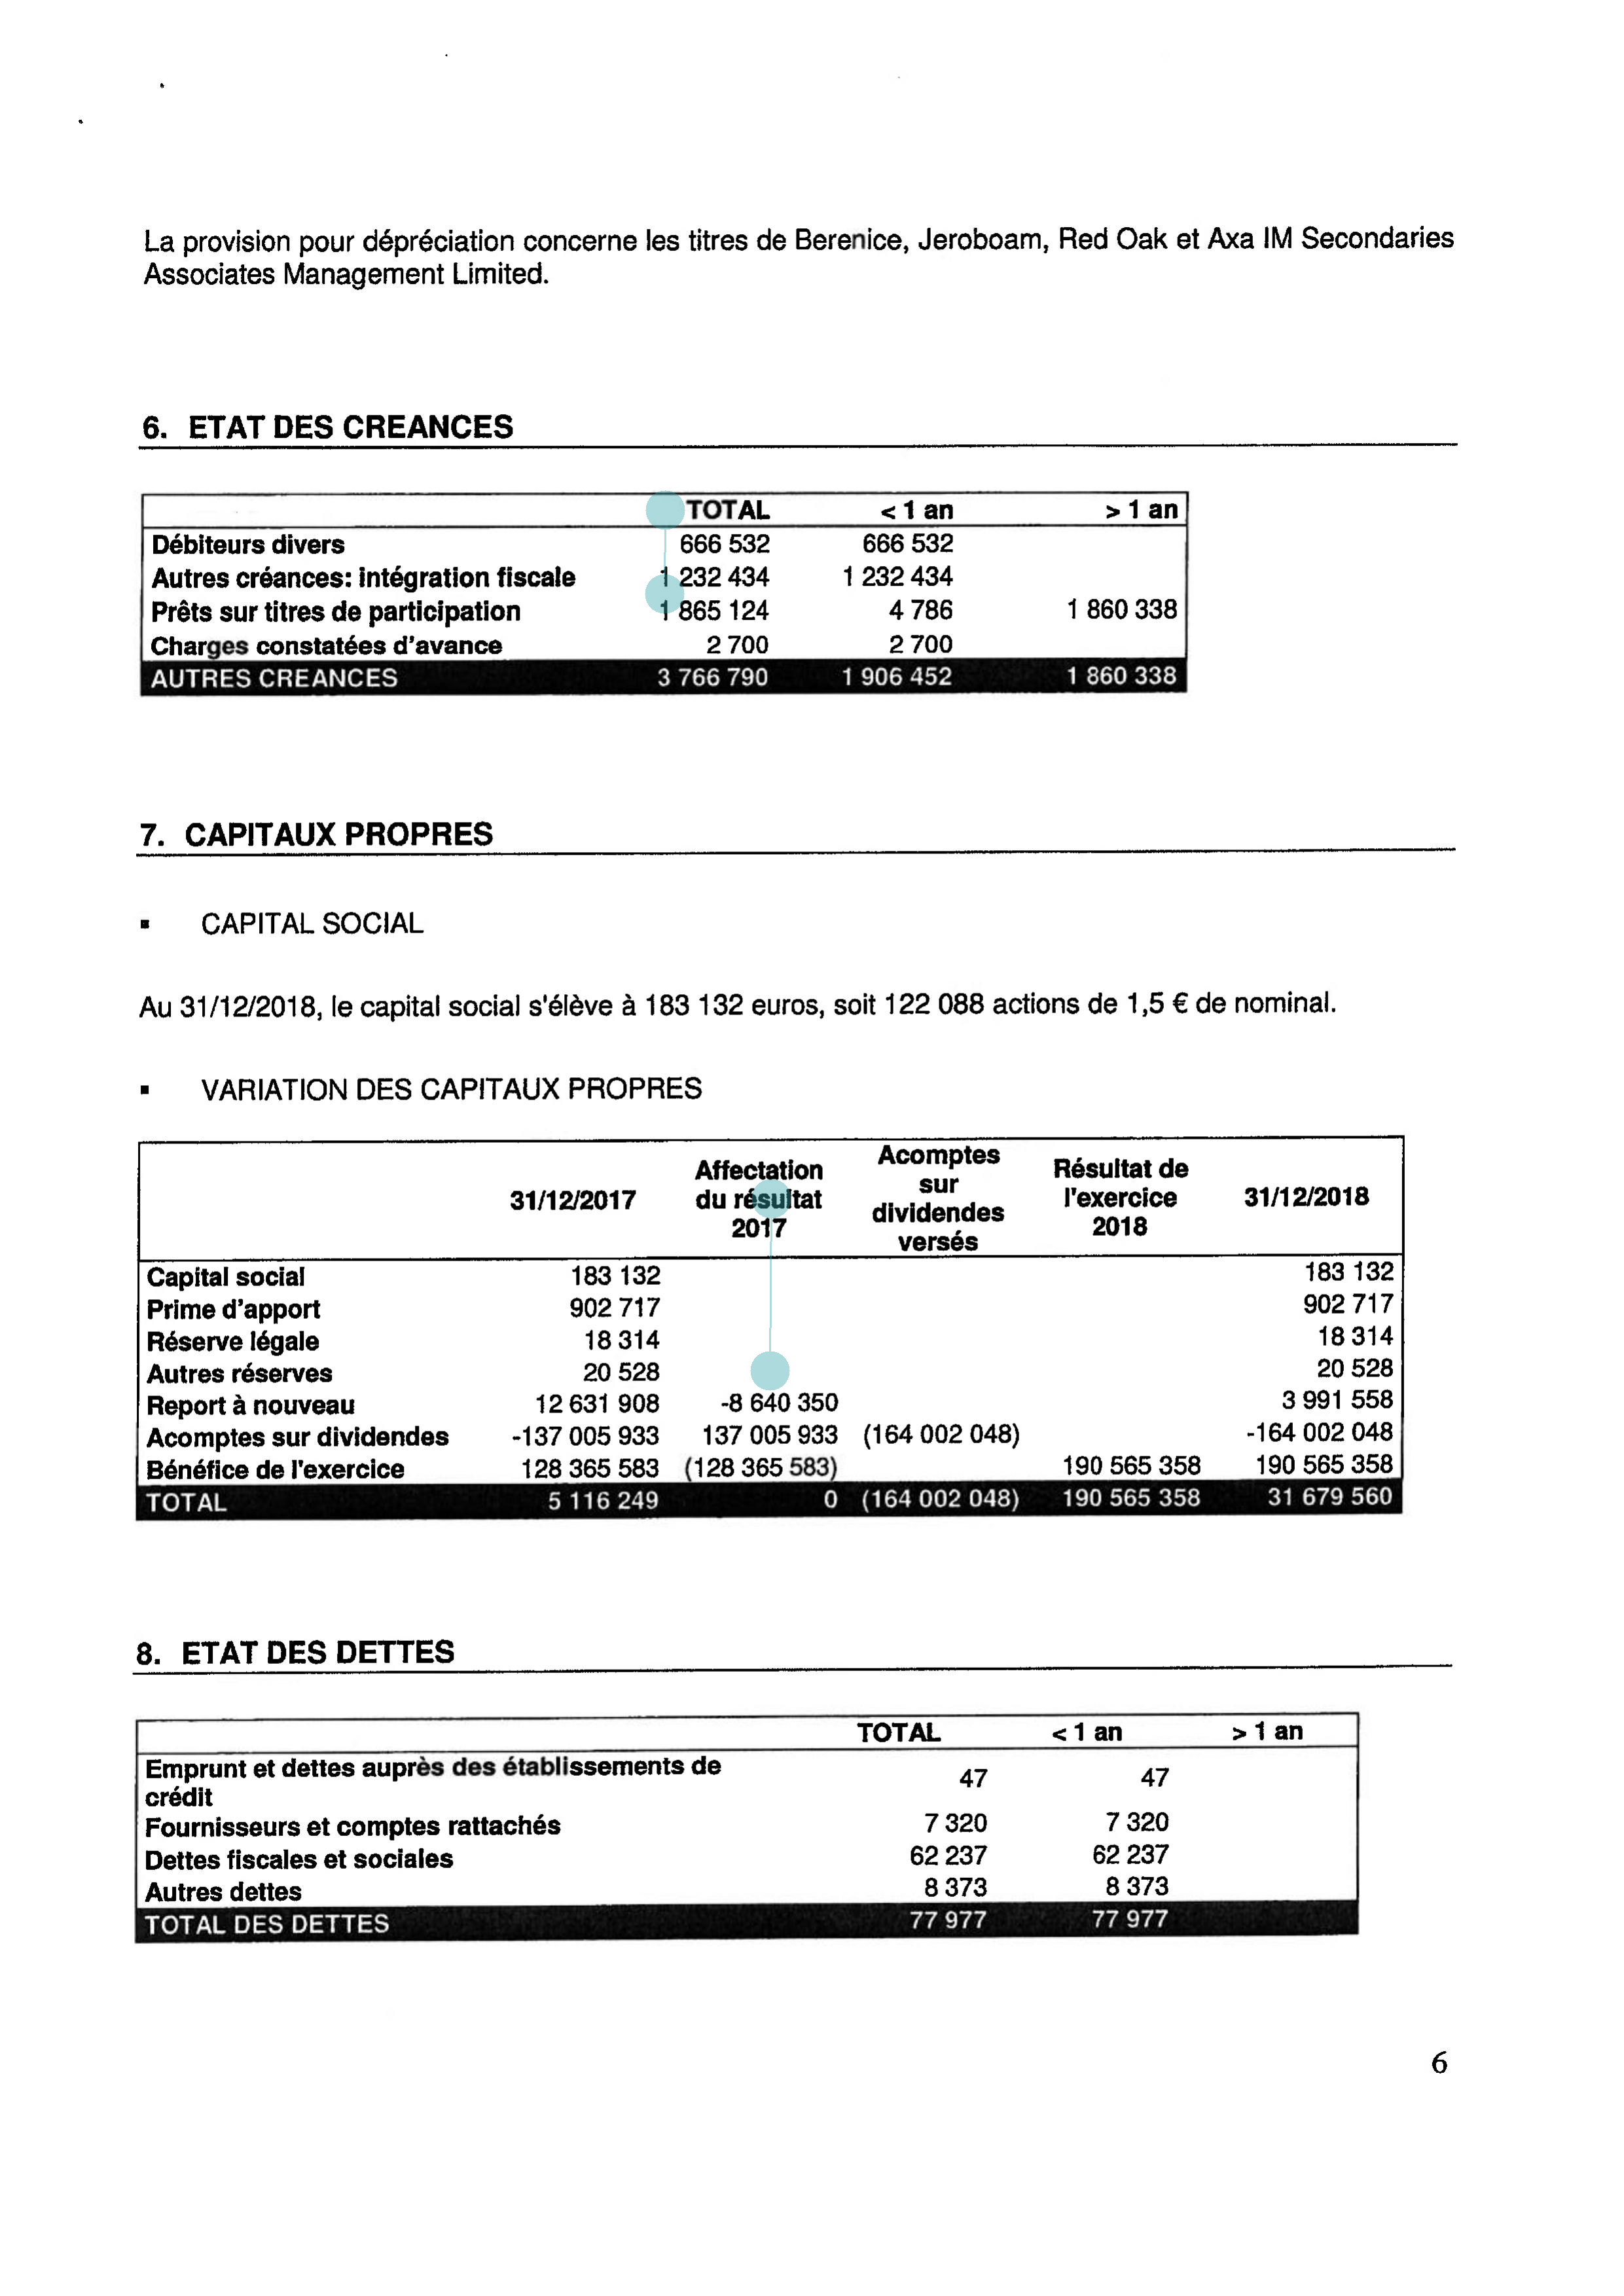 La provision pour dépréciation concerne les titres de Berenice, Jeroboam, Red Oak et Axa IM Secondaries
Associates Management Limited.
6. ETAT DES CREANCES
TOTAL < 1 an > 1 an
Débiteurs divers 666 532 666 532
Autres créances: intégration fiscale 1 232 434 1 232 434
Prêts sur titres de participation 1 865 124 4 786 1 860 338
Charges constatées d'avance 2 700 2 700
AUTRES CREANCES 3 766 790 1 906 452 1 860 338
7. CAPITAUX PROPRES
▪ CAPITAL SOCIAL
Au 31/12/2018, le capital social s'élève à 183 132 euros, soit 122 088 actions de 1,5 € de nominal.
▪ VARIATION DES CAPITAUX PROPRES
31/12/2017 Affectation du résultat 2017 Acomptes sur dividendes versés Résultat de l'exercice 2018 31/12/2018
Capital social 183 132 183 132
Prime d'apport 902 717 902 717
Réserve légale 18 314 18 314
Autres réserves 20 528 20 528
Report à nouveau 12 631 908 -8 640 350 3 991 558
Acomptes sur dividendes -137 005 933 137 005 933 (164 002 048) -164 002 048
Bénéfice de l'exercice 128 365 583 (128 365 583) 190 565 358 190 565 358
TOTAL 5 116 249 0 (164 002 048) 190 565 358 31 679 560
8. ETAT DES DETTES
TOTAL < 1 an > 1 an
Emprunt et dettes auprès des établissements de
crédit 47 47
Fournisseurs et comptes rattachés 7 320 7 320
Dettes fiscales et sociales 62 237 62 237
Autres dettes 8 373 8 373
TOTAL DES DETTES 77 977 77 977
6